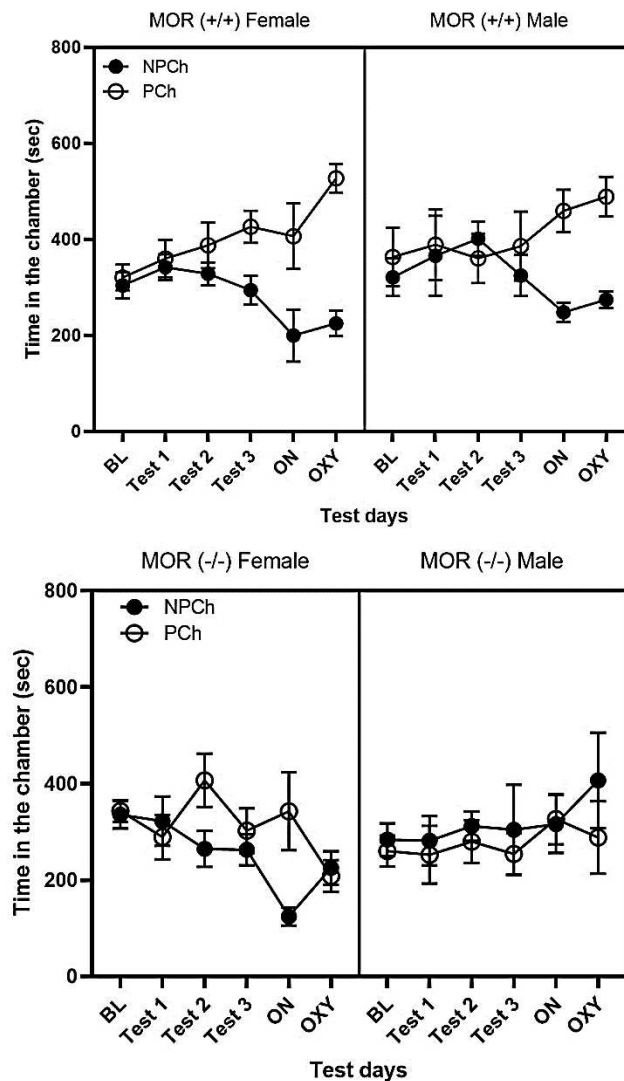 MOR (+/+) Female
MOR (+/+) Male
NPCh
PCh
Time in the chamber (sec)
800
600
400
200
0
BL
Test 1
Test 2
Test 3
ON
OXY
BL
Test 1
Test 2
Test 3
ON
OXY
Test days
MOR (-/-) Female
MOR (-/-) Male
NPCh
PCh
Time in the chamber (sec)
800
600
400
200
0
BL
Test 1
Test 2
Test 3
ON
OXY
BL
Test 1
Test 2
Test 3
ON
OXY
Test days